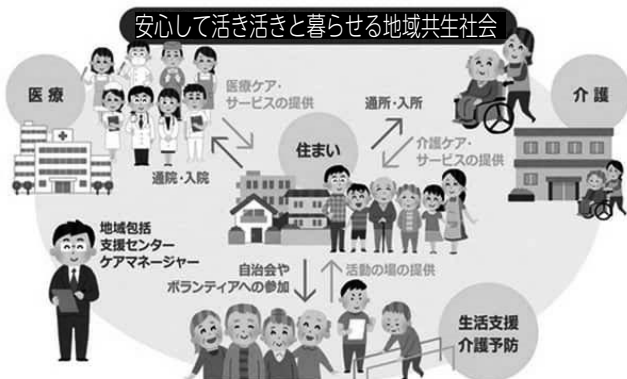 安心して活き活きと暮らせる地域共生社会
医療
医療ケア・
サービスの提供
通所・入所
介護
住まい
介護ケア・
サービスの提供
通院・入院
地域包括
支援センター
ケアマネージャー
自治会や
ボランティアへの参加
活動の場の提供
生活支援
介護予防